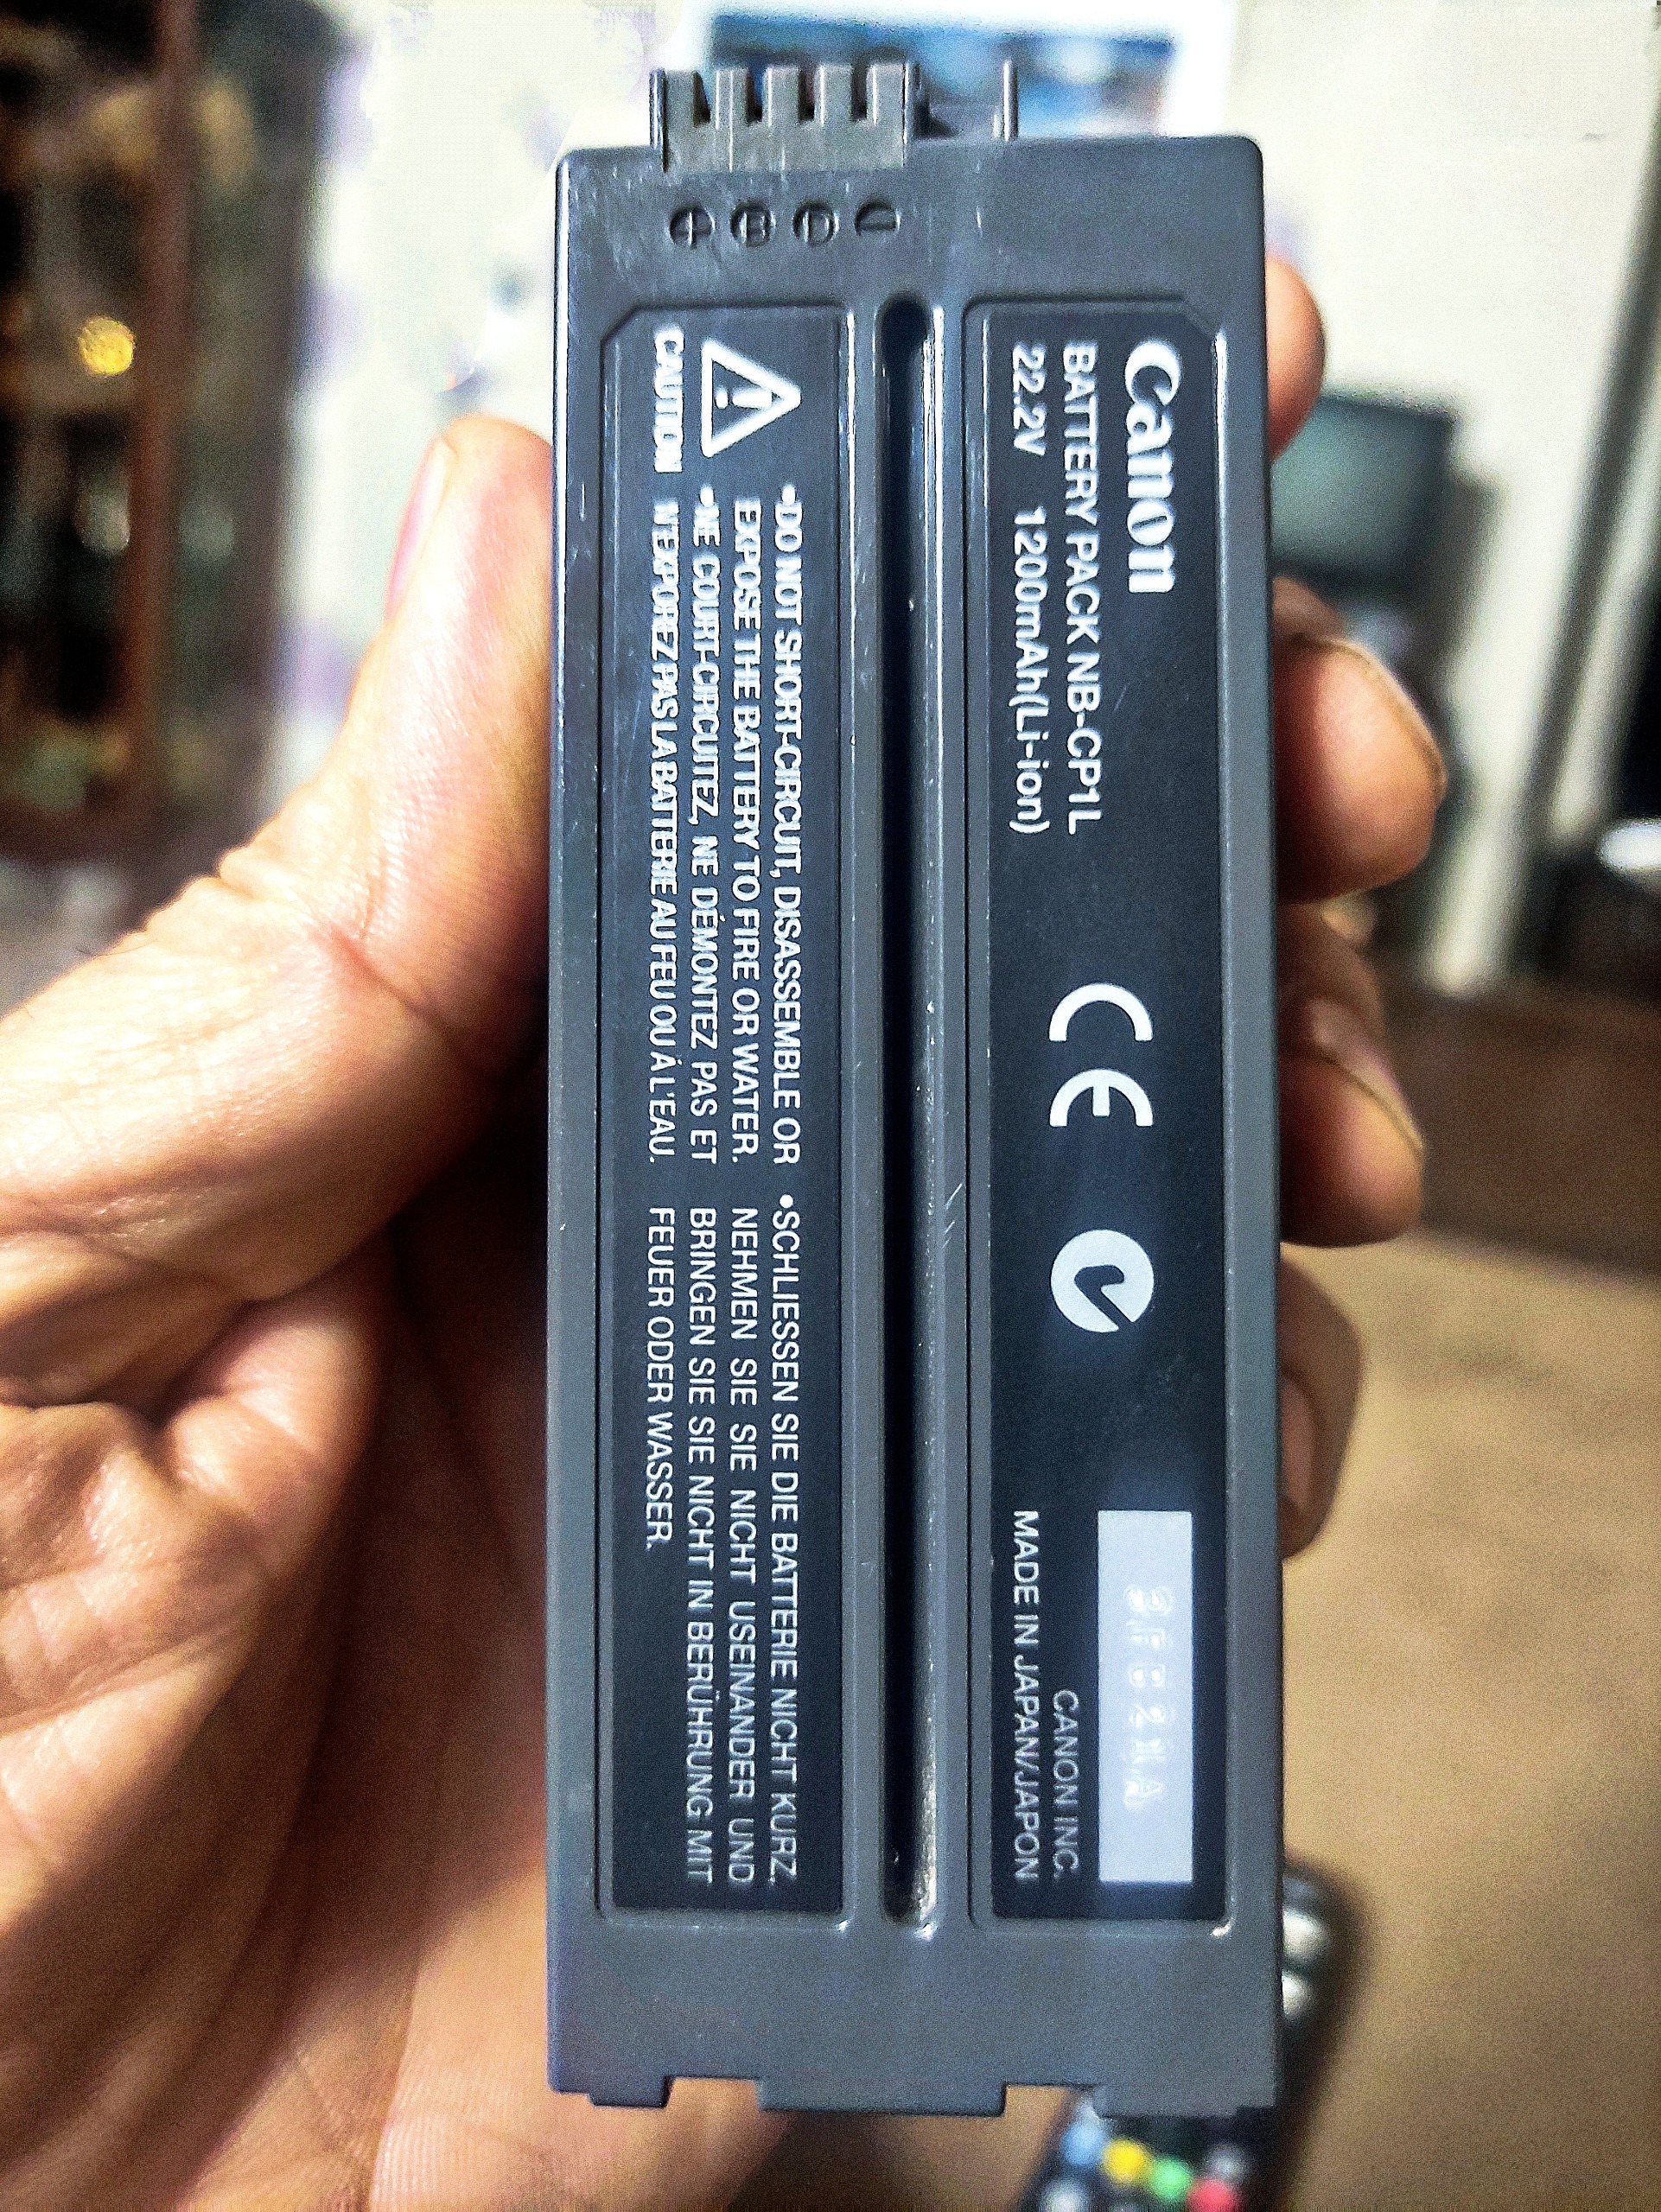 Canon
BATTERY PACK NB-CP1L
22.2V 1200mAh(Li-ion)
CANON INC.
MADE IN JAPAN/JAPON
CAUTION
•DO NOT SHORT-CIRCUIT, DISASSEMBLE OR
EXPOSE THE BATTERY TO FIRE OR WATER.
•NE COURT-CIRCUITEZ, NE DÉMONTEZ PAS ET
N'EXPOREZ PAS LA BATTERIE AU FEU OU À L'EAU.
•SCHLIESSEN SIE DIE BATTERIE NICHT KURZ.
NEHMEN SIE SIE NICHT USEINANDER UND
BRINGEN SIE SIE NICHT IN BERÜHRUNG MIT
FEUER ODER WASSER.
+ B D −
CE